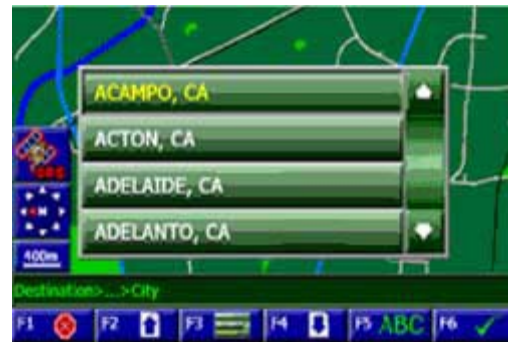 ACAMPO, CA
ACTON, CA
ADELAIDE, CA
ADELANTO, CA
400m
Destination>...>City
F1 F2 F3 F4 F5 ABC F6